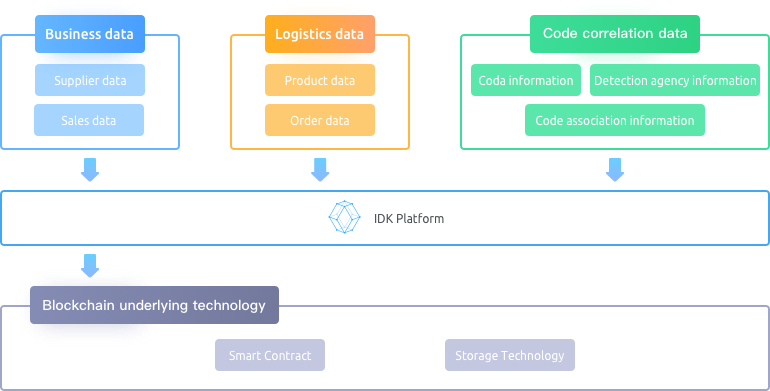 Business data
Logistics data
Code correlation data
Supplier data
Product data
Coda information
Detection agency information
Sales data
Order data
Code association information
IDK Platform
Blockchain underlying technology
Smart Contract
Storage Technology